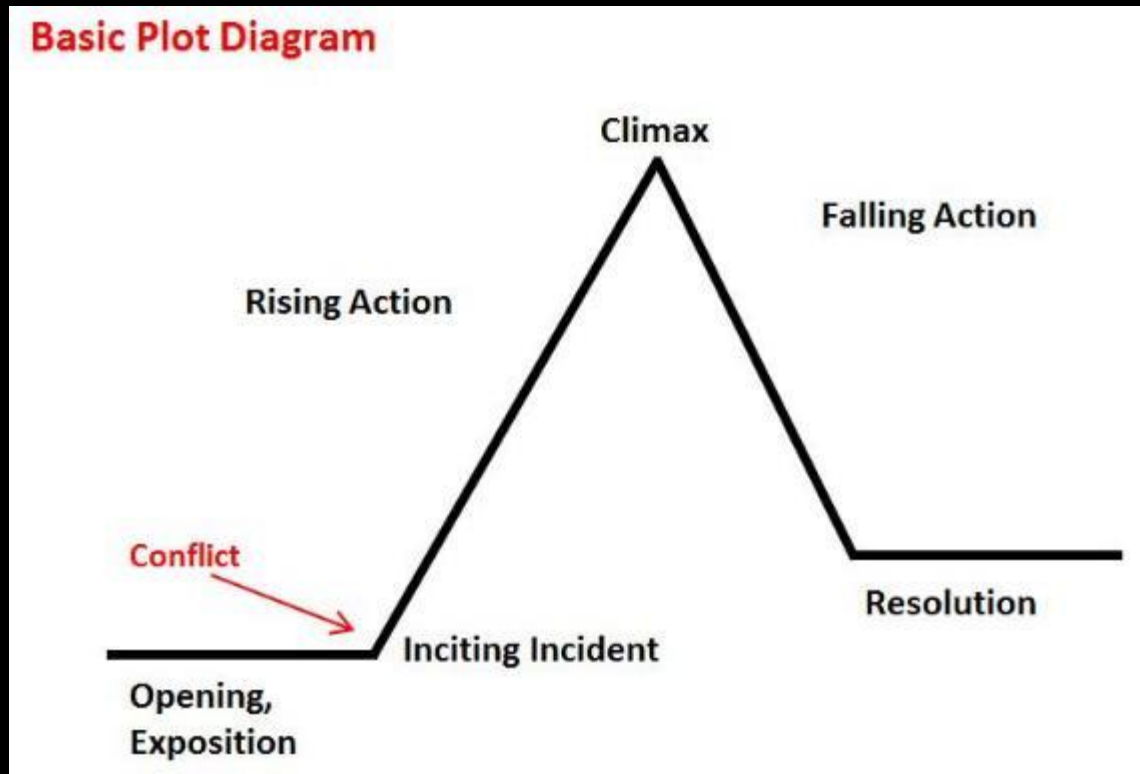 Basic Plot Diagram
Climax
Falling Action
Rising Action
Conflict
Resolution
Inciting Incident
Opening,
Exposition